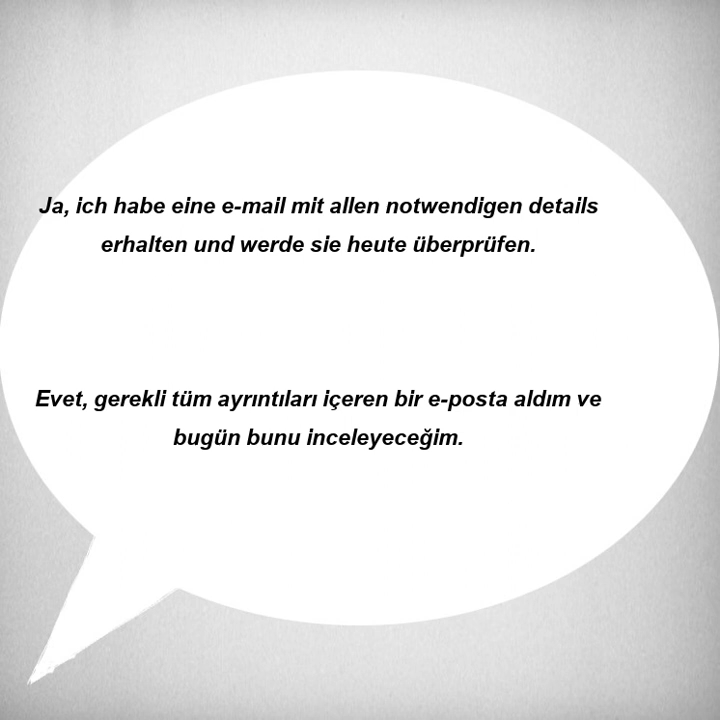 Ja, ich habe eine e-mail mit allen notwendigen details
erhalten und werde sie heute überprüfen.
Evet, gerekli tüm ayrıntıları içeren bir e-posta aldım ve
bugün bunu inceleyeceğim.